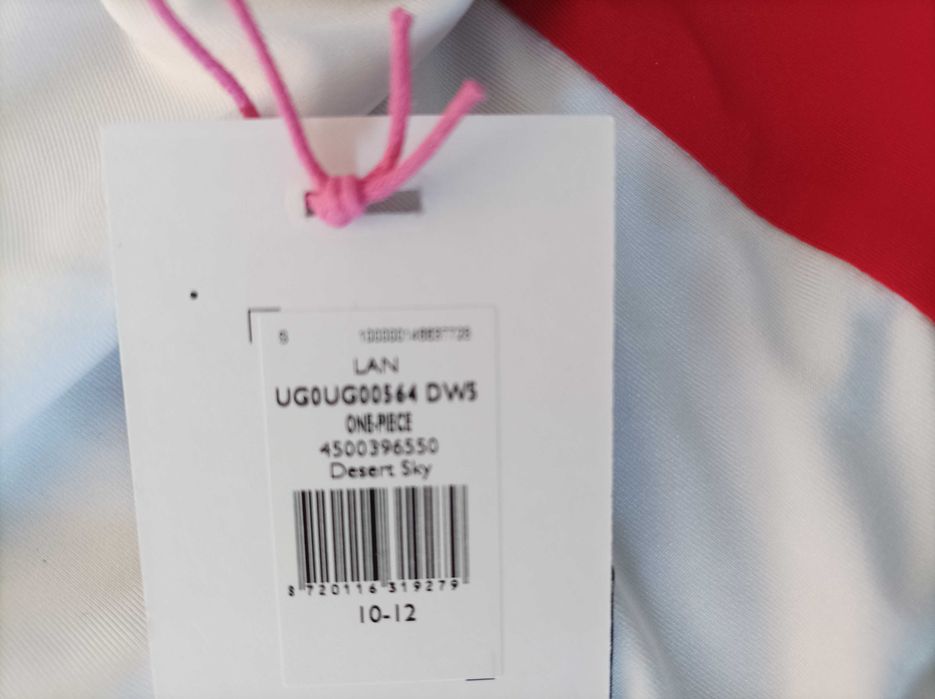 LAN
UG0UG00564 DW5
ONE-PIECE
4500396550
Desert Sky
8 720116 319279
10-12